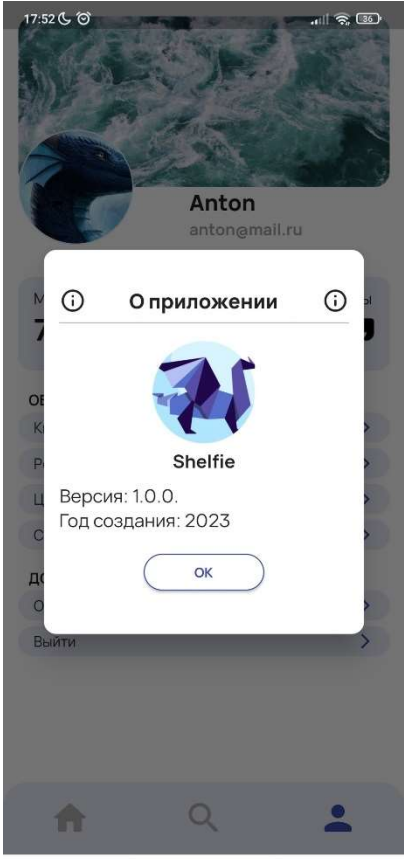 17:52
36
Anton
anton@mail.ru
О приложении
Shelfie
Версия: 1.0.0.
Год создания: 2023
ОК
Выйти